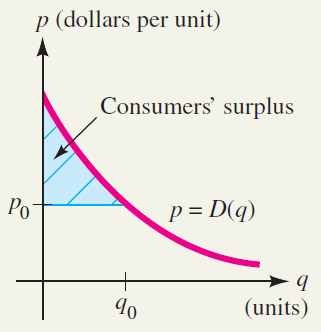 p (dollars per unit)
Consumers’ surplus
p₀
p = D(q)
q
q₀
(units)